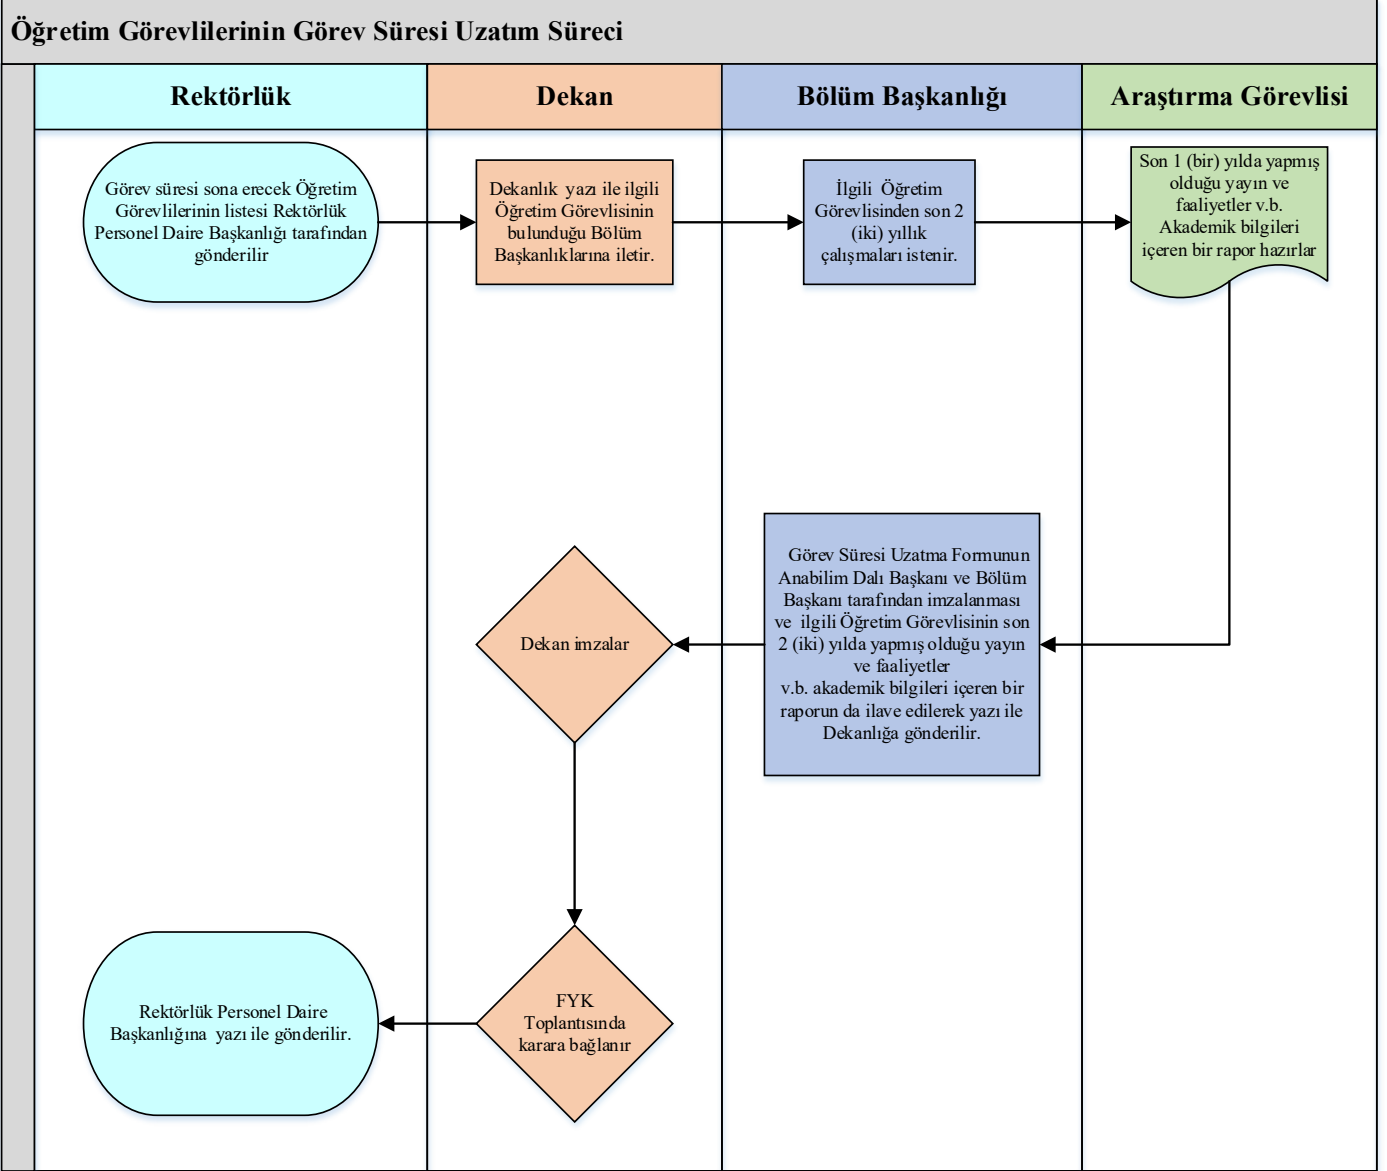 Öğretim Görevlilerinin Görev Süresi Uzatım Süreci
Rektörlük
Dekan
Bölüm Başkanlığı
Araştırma Görevlisi
Görev süresi sona erecek Öğretim
Görevlilerinin listesi Rektörlük
Personel Daire Başkanlığı tarafından
gönderilir
Dekanlık yazı ile ilgili
Öğretim Görevlisinin
bulunduğu Bölüm
Başkanlıklarına iletir.
İlgili Öğretim
Görevlisinden son 2
(iki) yıllık
çalışmaları istenir.
Son 1 (bir) yılda yapmış
olduğu yayın ve
faaliyetler v.b.
Akademik bilgileri
içeren bir rapor hazırlar
Görev Süresi Uzatma Formunun
Anabilim Dalı Başkanı ve Bölüm
Başkanı tarafından imzalanması
ve ilgili Öğretim Görevlisinin son
2 (iki) yılda yapmış olduğu yayın
ve faaliyetler
v.b. akademik bilgileri içeren bir
raporun da ilave edilerek yazı ile
Dekanlığa gönderilir.
Dekan imzalar
FYK
Toplantısında
karara bağlanır
Rektörlük Personel Daire
Başkanlığına yazı ile gönderilir.